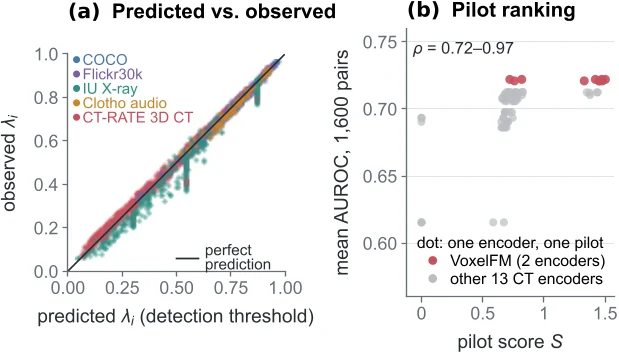 (a) Predicted vs. observed
1.0
0.8
0.6
0.4
0.2
0.0
observed λi
COCO
Flickr30k
IU X-ray
Clotho audio
CT-RATE 3D CT
perfect
prediction
0.00 0.25 0.50 0.75 1.00
predicted λi (detection threshold)
(b) Pilot ranking
0.75
0.70
0.65
0.60
mean AUROC, 1,600 pairs
ρ = 0.72–0.97
dot: one encoder, one pilot
VoxelFM (2 encoders)
other 13 CT encoders
0 0.5 1 1.5
pilot score S